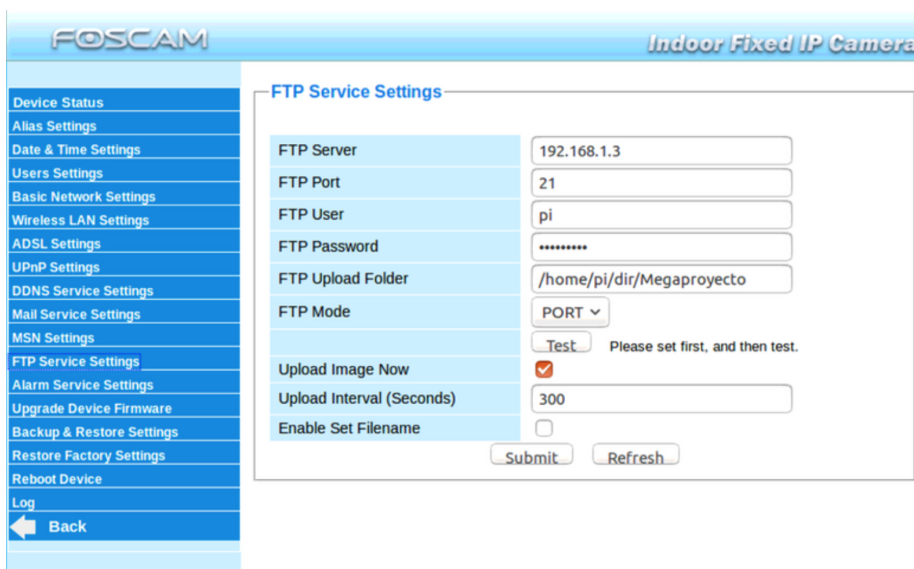 FOSCAM
Indoor Fixed IP Camera
Device Status
Alias Settings
Date & Time Settings
Users Settings
Basic Network Settings
Wireless LAN Settings
ADSL Settings
UPnP Settings
DDNS Service Settings
Mail Service Settings
MSN Settings
FTP Service Settings
Alarm Service Settings
Upgrade Device Firmware
Backup & Restore Settings
Restore Factory Settings
Reboot Device
Log
Back
FTP Service Settings
FTP Server 192.168.1.3
FTP Port 21
FTP User pi
FTP Password •••••••••
FTP Upload Folder /home/pi/dir/Megaproyecto
FTP Mode PORT
Test Please set first, and then test.
Upload Image Now
Upload Interval (Seconds) 300
Enable Set Filename
Submit Refresh